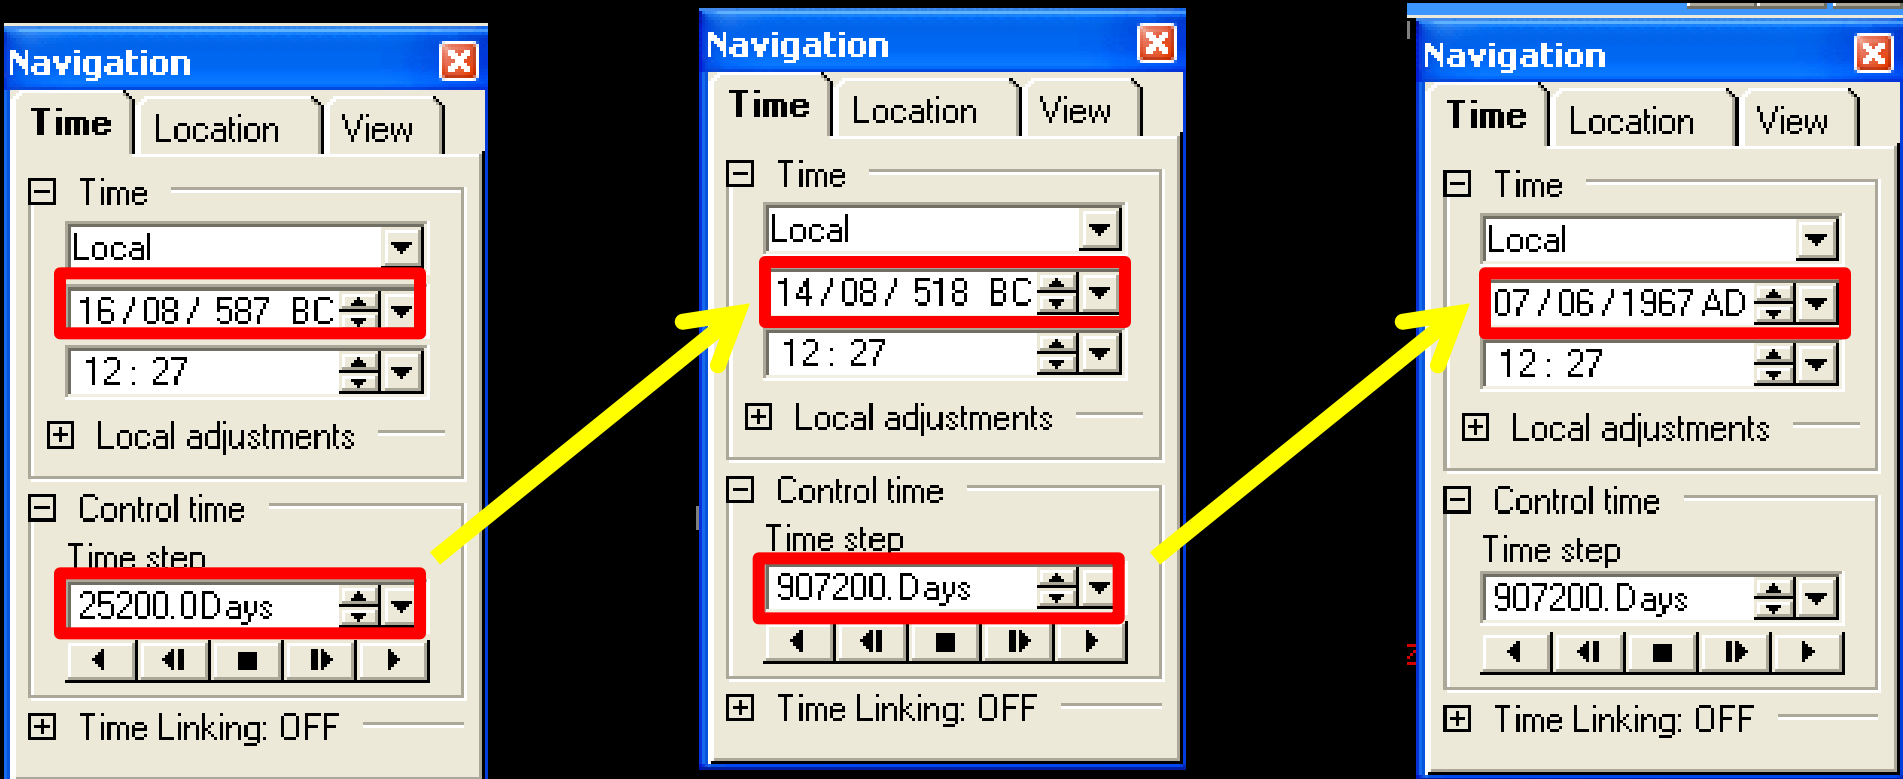 Navigation
Time Location View
Time
Local
16/08/ 587 BC
12: 27
Local adjustments
Control time
Time step
25200.0Days
Time Linking: OFF
Navigation
Time Location View
Time
Local
14/08/ 518 BC
12: 27
Local adjustments
Control time
Time step
907200.Days
Time Linking: OFF
Navigation
Time Location View
Time
Local
07/06/1967 AD
12: 27
Local adjustments
Control time
Time step
907200.Days
Time Linking: OFF